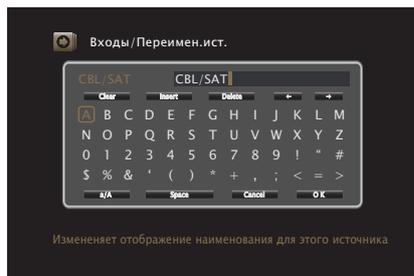 Входы/Переимен.ист.
CBL/SAT CBL/SAT
Clear Insert Delete ← →
A B C D E F G H I J K L M
N O P Q R S T U V W X Y Z
0 1 2 3 4 5 6 7 8 9 ! “ #
$ % & ‘ ( ) * + , ; < = >
a/A Space Cancel OK
Измененяет отображение наименования для этого источника